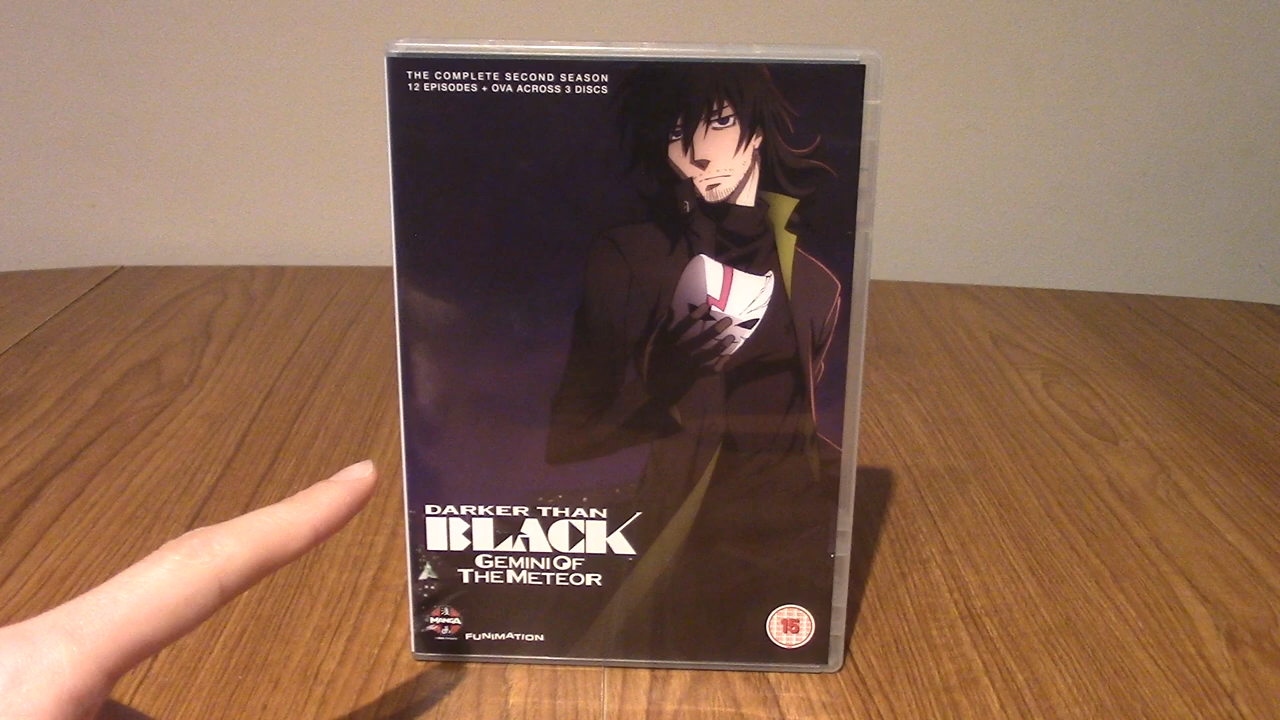 THE COMPLETE SECOND SEASON
12 EPISODES + OVA ACROSS 3 DISCS
DARKER THAN
BLACK
GEMINI OF
THE METEOR
MANGA
FUNIMATION
15